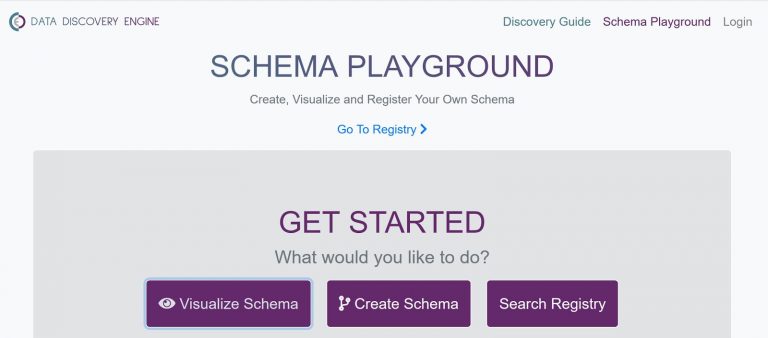 DATA DISCOVERY ENGINE Discovery Guide Schema Playground Login
SCHEMA PLAYGROUND
Create, Visualize and Register Your Own Schema
Go To Registry
GET STARTED
What would you like to do?
Visualize Schema Create Schema Search Registry